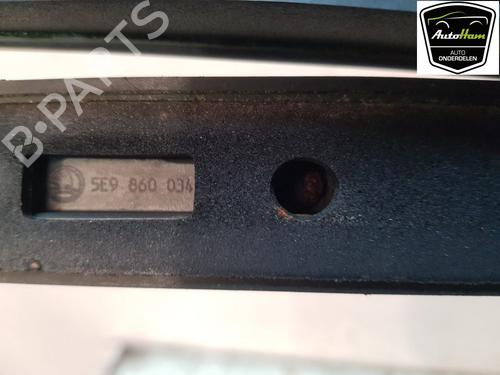 AutoHam
AUTO
ONDERDELEN
B-PARTS
5E9 860 034